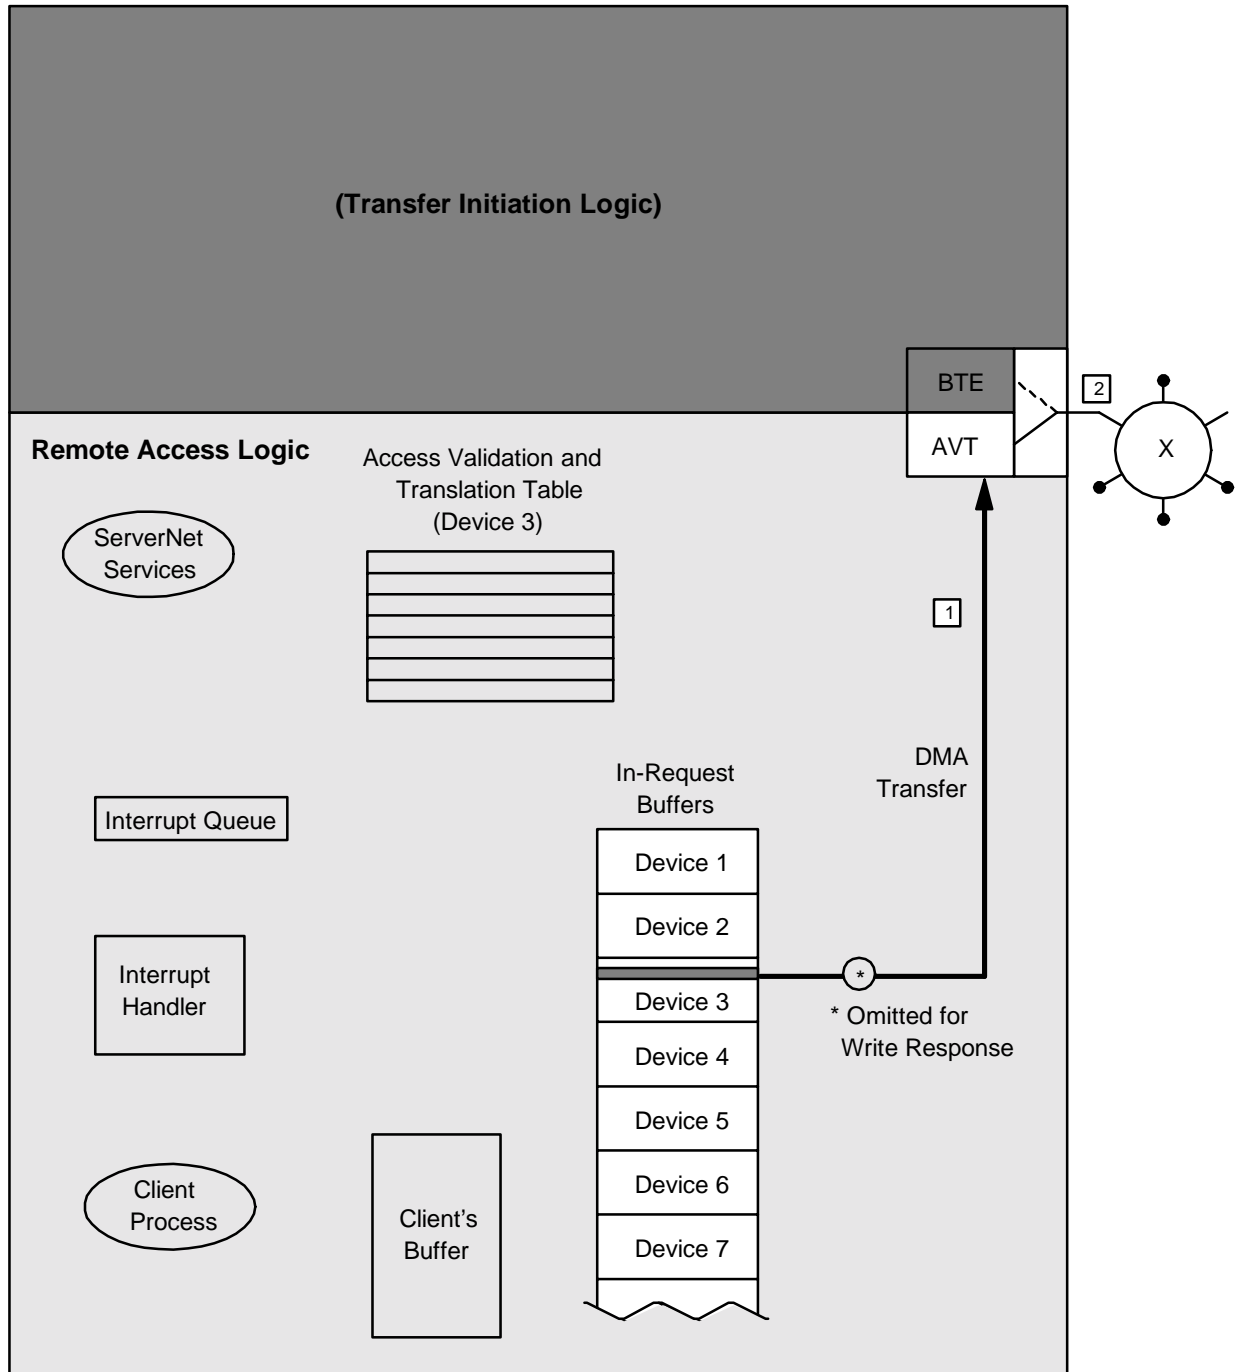 (Transfer Initiation Logic)
BTE
2
Remote Access Logic
Access Validation and
Translation Table
(Device 3)
AVT
X
ServerNet
Services
1
DMA
Transfer
In-Request
Buffers
Interrupt Queue
Device 1
Device 2
Interrupt
Handler
*
Device 3
* Omitted for
Write Response
Device 4
Device 5
Device 6
Device 7
Client
Process
Client's
Buffer